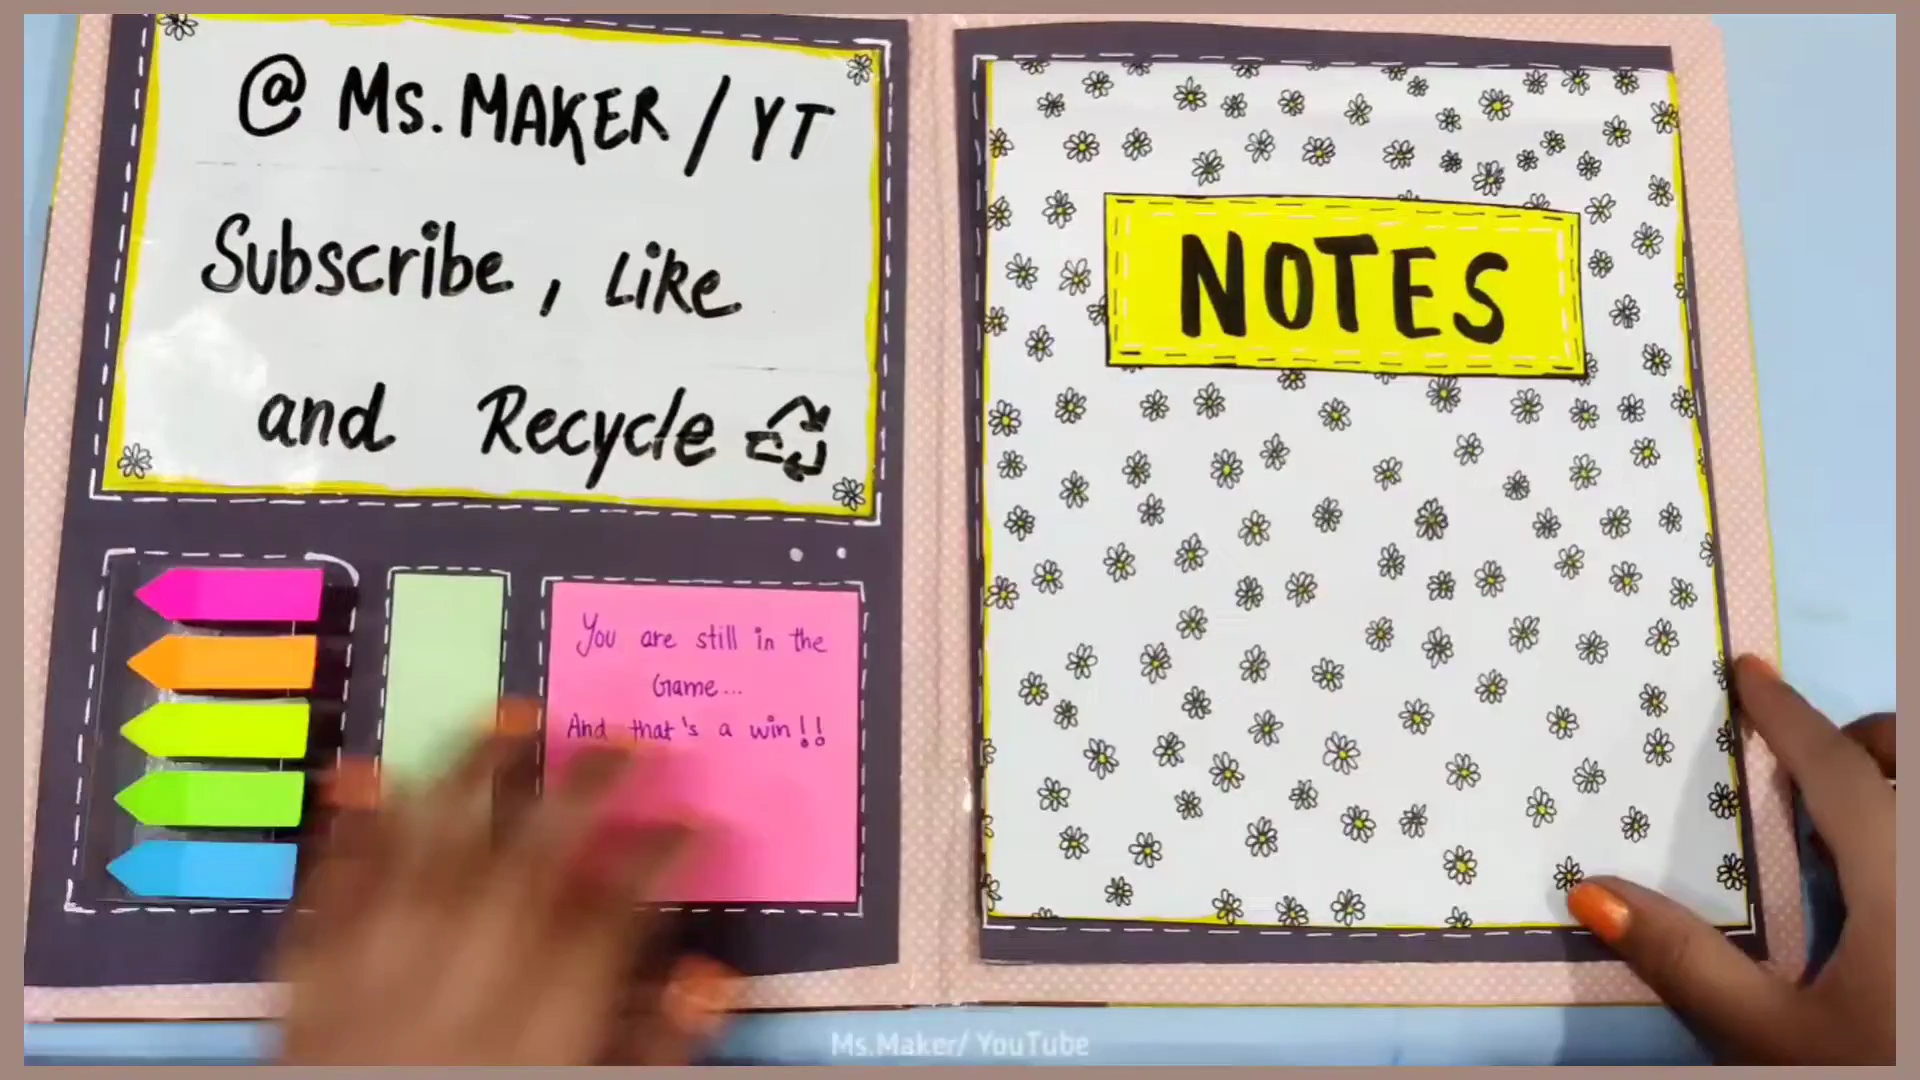 @ Ms. MAKER / YT
Subscribe, Like
and Recycle
You are still in the
Game...
And that's a win!!
NOTES
Ms.Maker/ YouTube